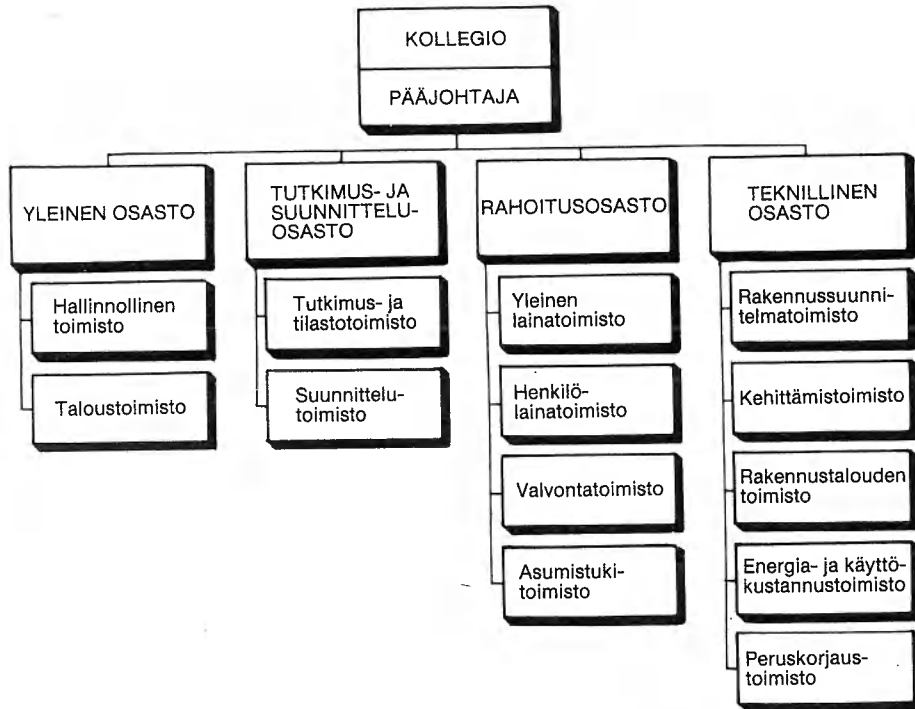 KOLLEGIO
PÄÄJOHTAJA
YLEINEN OSASTO
Hallinnollinen
toimisto
Taloustoimisto
TUTKIMUS- JA
SUUNNITTELU-
OSASTO
Tutkimus- ja
tilastotoimisto
Suunnittelu-
toimisto
RAHOITUSOSASTO
Yleinen
lainatoimisto
Henkilö-
lainatoimisto
Valvontatoimisto
Asumistuki-
toimisto
TEKNILLINEN
OSASTO
Rakennussuunni-
telmatoimisto
Kehittämistoimisto
Rakennustalouden
toimisto
Energia- ja käyttö-
kustannustoimisto
Peruskorjaus-
toimisto